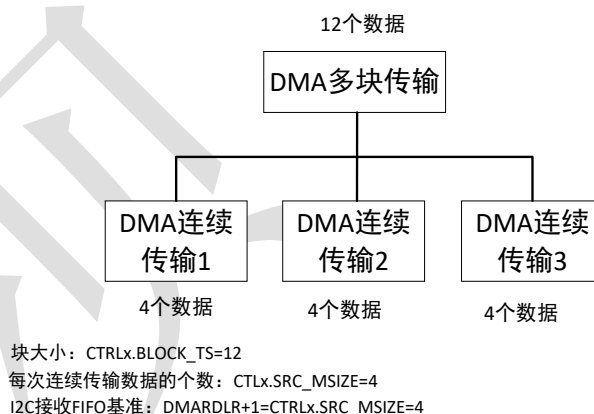 12个数据
DMA多块传输
DMA连续
传输1
DMA连续
传输2
DMA连续
传输3
4个数据
4个数据
4个数据
块大小：CTRLx.BLOCK_TS=12
每次连续传输数据的个数：CTLx.SRC_MSIZE=4
I2C接收FIFO基准：DMARDLR+1=CTRLx.SRC_MSIZE=4